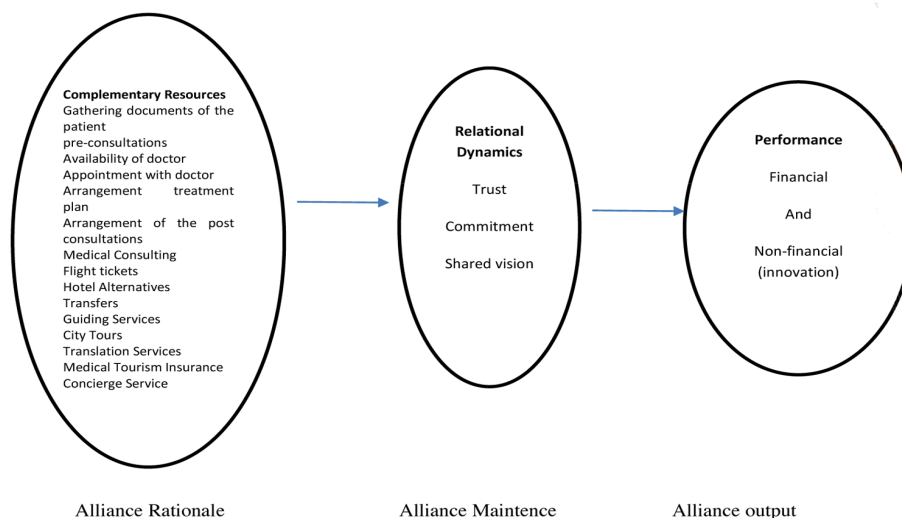 Complementary Resources
Gathering documents of the
patient
pre-consultations
Availability of doctor
Appointment with doctor
Arrangement treatment
plan
Arrangement of the post
consultations
Medical Consulting
Flight tickets
Hotel Alternatives
Transfers
Guiding Services
City Tours
Translation Services
Medical Tourism Insurance
Concierge Service
Relational
Dynamics
Trust
Commitment
Shared vision
Performance
Financial
And
Non-financial
(innovation)
Alliance Rationale
Alliance Maintence
Alliance output